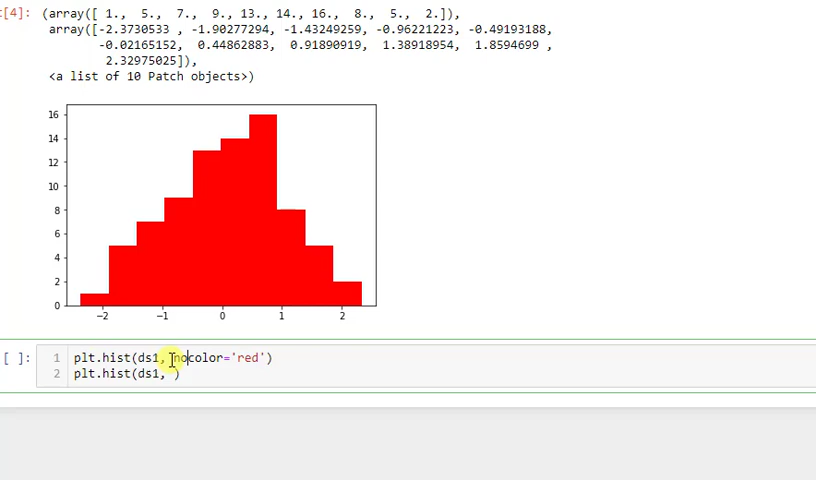 t[4]: (array([ 1., 5., 7., 9., 13., 14., 16., 8., 5., 2.]),
array([-2.3730533 , -1.90277294, -1.43249259, -0.96221223, -0.49193188,
-0.02165152, 0.44862883, 0.91890919, 1.38918954, 1.8594699 ,
2.32975025]),
<a list of 10 Patch objects>)
16
14
12
10
8
6
4
2
0
−2 −1 0 1 2
[ ]: 1 plt.hist(ds1, nocolor='red')
2 plt.hist(ds1, )